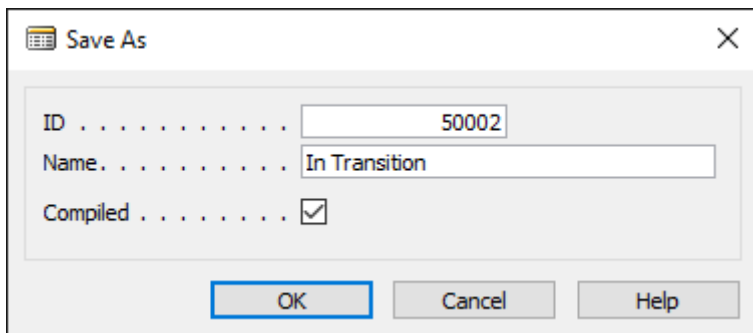 Save As
ID . . . . . . . . . . . 50002
Name. . . . . . . . . . In Transition
Compiled . . . . . . . .
OK Cancel Help